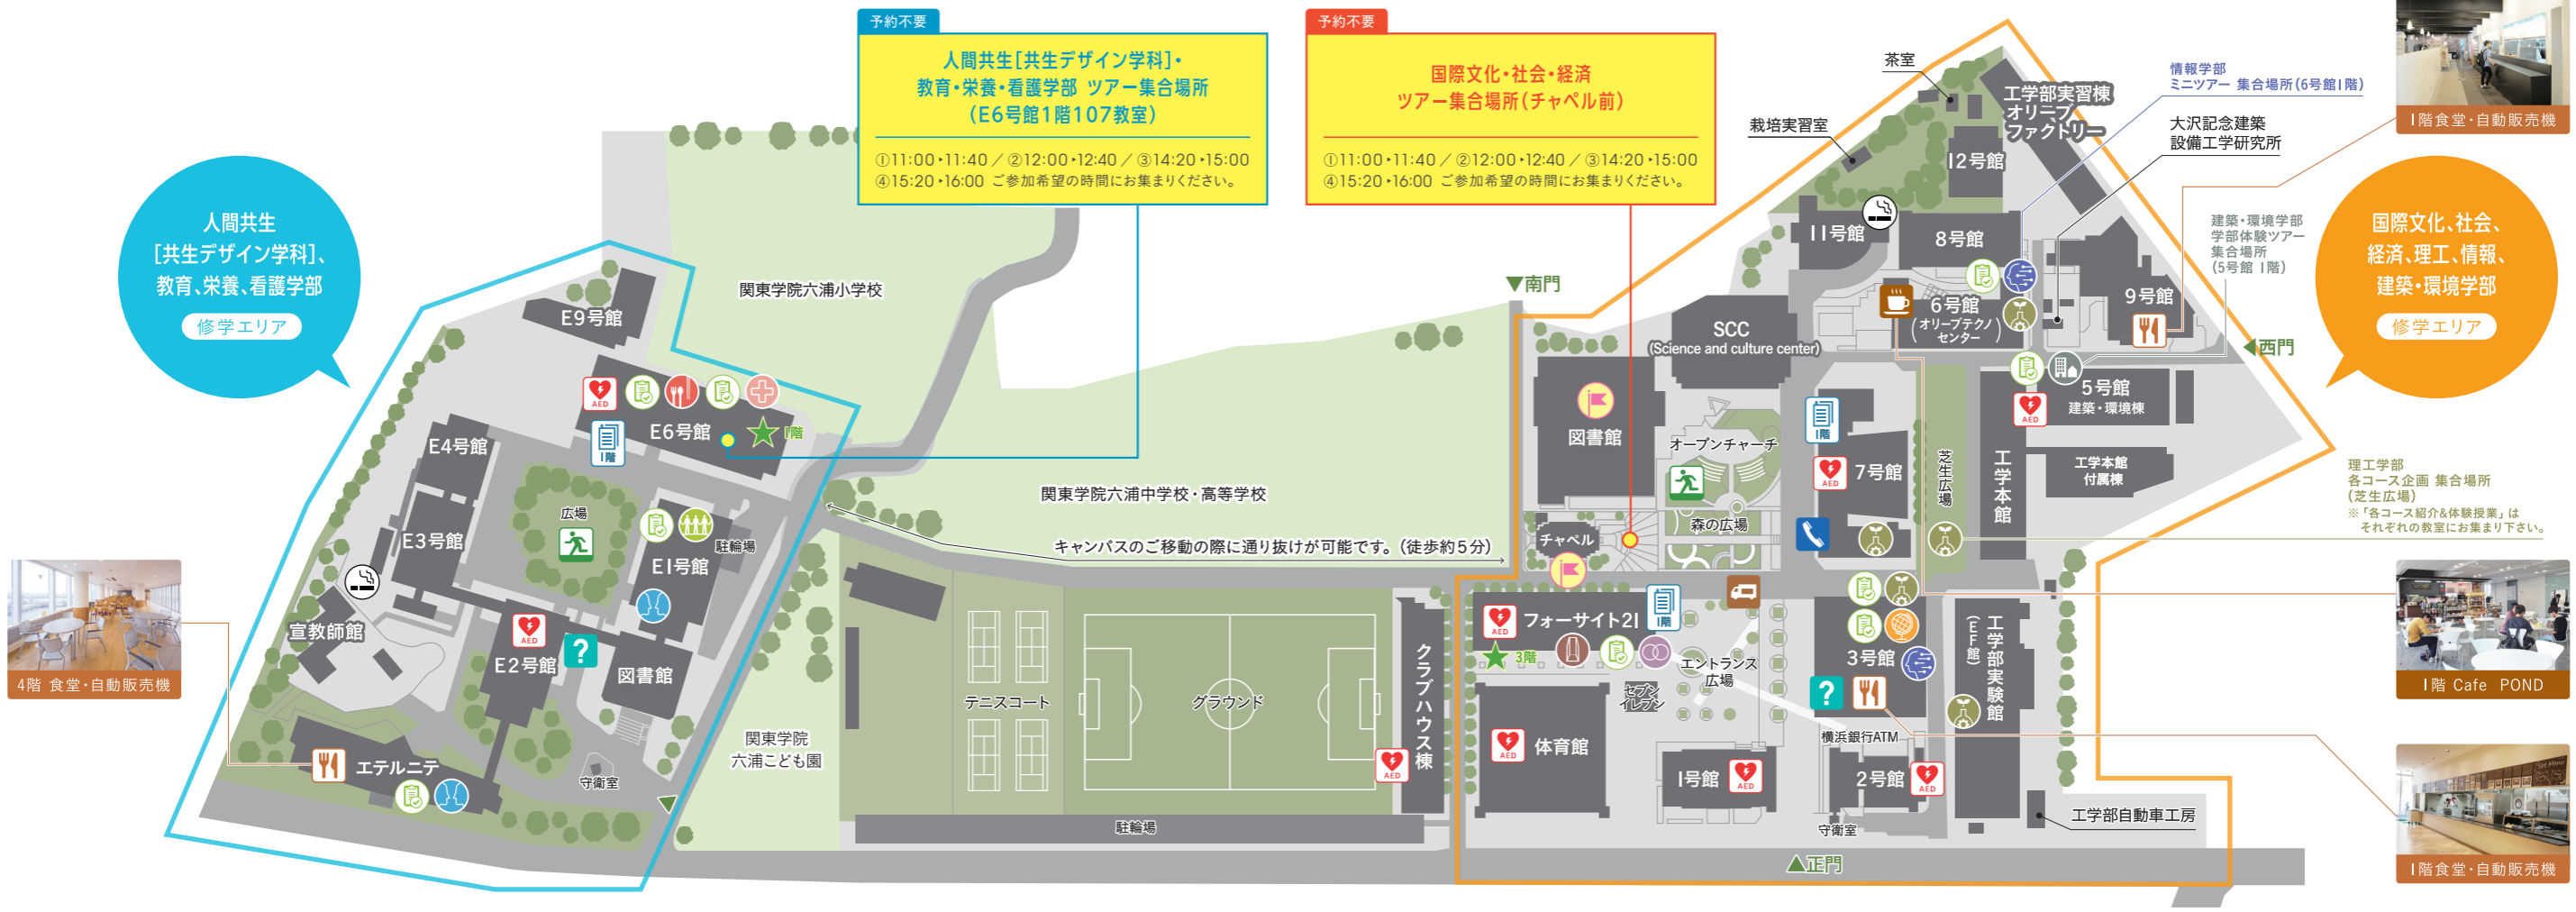 予約不要
人間共生[共生デザイン学科]・
教育・栄養・看護学部 ツアー集合場所
(E6号館1階107教室)
①11:00▸11:40 / ②12:00▸12:40 / ③14:20▸15:00
④15:20▸16:00 ご参加希望の時間にお集まりください。
予約不要
国際文化・社会・経済
ツアー集合場所(チャペル前)
①11:00▸11:40 / ②12:00▸12:40 / ③14:20▸15:00
④15:20▸16:00 ご参加希望の時間にお集まりください。
人間共生
[共生デザイン学科]、
教育、栄養、看護学部
修学エリア
国際文化、社会、
経済、理工、情報、
建築・環境学部
修学エリア
茶室
栽培実習室
工学部実習棟
オリーブ
ファクトリー
情報学部
ミニツアー 集合場所(6号館1階)
大沢記念建築
設備工学研究所
1階食堂・自動販売機
建築・環境学部
学部体験ツアー
集合場所
(5号館 1階)
12号館
11号館
8号館
6号館
(オリーブテクノ
センター)
9号館
▼南門
◀西門
SCC
(Science and culture center)
5号館
建築・環境棟
AED
工学本館
付属棟
工学本館
芝生広場
7号館
1階
AED
図書館
オープンチャーチ
森の広場
チャペル
理工学部
各コース企画 集合場所
(芝生広場)
※「各コース紹介&体験授業」は
それぞれの教室にお集まり下さい。
関東学院六浦小学校
関東学院六浦中学校・高等学校
キャンパスのご移動の際に通り抜けが可能です。(徒歩約5分)
E9号館
AED
E6号館
1階
1階
E4号館
E3号館
広場
駐輪場
E1号館
宣教師館
AED
E2号館
?
図書館
エテルニテ
守衛室
4階 食堂・自動販売機
関東学院
六浦こども園
テニスコート
グラウンド
駐輪場
クラブハウス棟
AED
AED
フォーサイト21
1階
3階
エントランス
広場
セブン
イレブン
AED
体育館
1号館
AED
3号館
?
横浜銀行ATM
2号館
AED
守衛室
工学部実験館
(EF館)
工学部自動車工房
▲正門
1階 Cafe POND
1階食堂・自動販売機